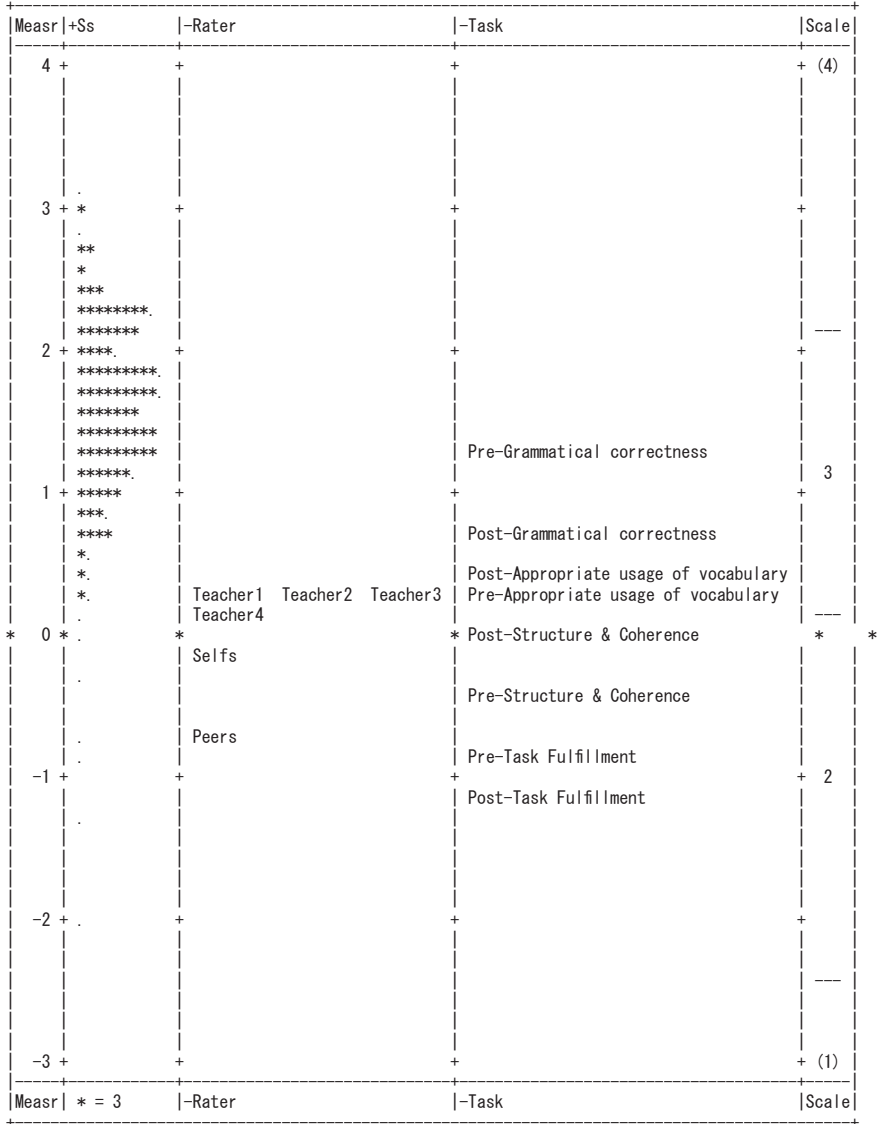 Measr|+Ss |-Rater |-Task |Scale|
4 + + + + (4)
.
3 + * + + +
.
**
*
***
********.
******* ---
2 + ****. + + +
*********.
*********.
*******
*********
********* | Pre-Grammatical correctness
******. 3
1 + ***** + + +
***.
**** | Post-Grammatical correctness
*.
*. | Post-Appropriate usage of vocabulary
*. | Teacher1 Teacher2 Teacher3 | Pre-Appropriate usage of vocabulary
. | Teacher4 ---
* 0 * . * * Post-Structure & Coherence * *
Selfs
.
Pre-Structure & Coherence
. | Peers
. | Pre-Task Fulfillment
-1 + + + + 2
Post-Task Fulfillment
.
-2 + . + + +
---
-3 + + + + (1)
Measr| * = 3 |-Rater |-Task |Scale|